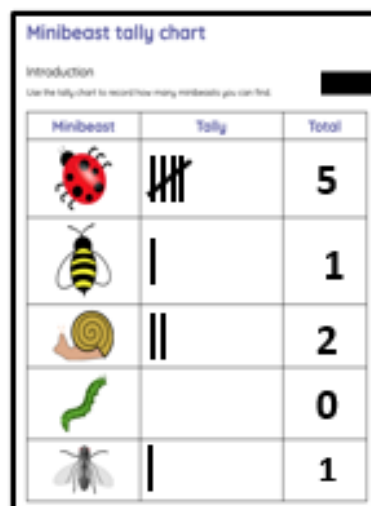 Minibeast tally chart
Introduction
Use the tally chart to record how many minibeasts you can find.
Minibeast Tally Total
5
1
2
0
1